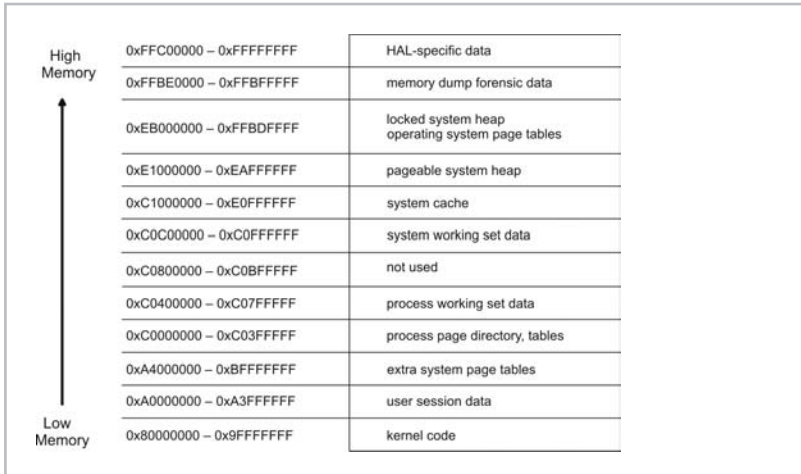 High
Memory
0xFFC00000 – 0xFFFFFFFF HAL-specific data
0xFFBE0000 – 0xFFBFFFFF memory dump forensic data
0xEB000000 – 0xFFBDFFFF locked system heap
operating system page tables
0xE1000000 – 0xEAFFFFFF pageable system heap
0xC1000000 – 0xE0FFFFFF system cache
0xC0C00000 – 0xC0FFFFFF system working set data
0xC0800000 – 0xC0BFFFFF not used
0xC0400000 – 0xC07FFFFF process working set data
0xC0000000 – 0xC03FFFFF process page directory, tables
0xA4000000 – 0xBFFFFFFF extra system page tables
0xA0000000 – 0xA3FFFFFF user session data
Low
Memory
0x80000000 – 0x9FFFFFFF kernel code